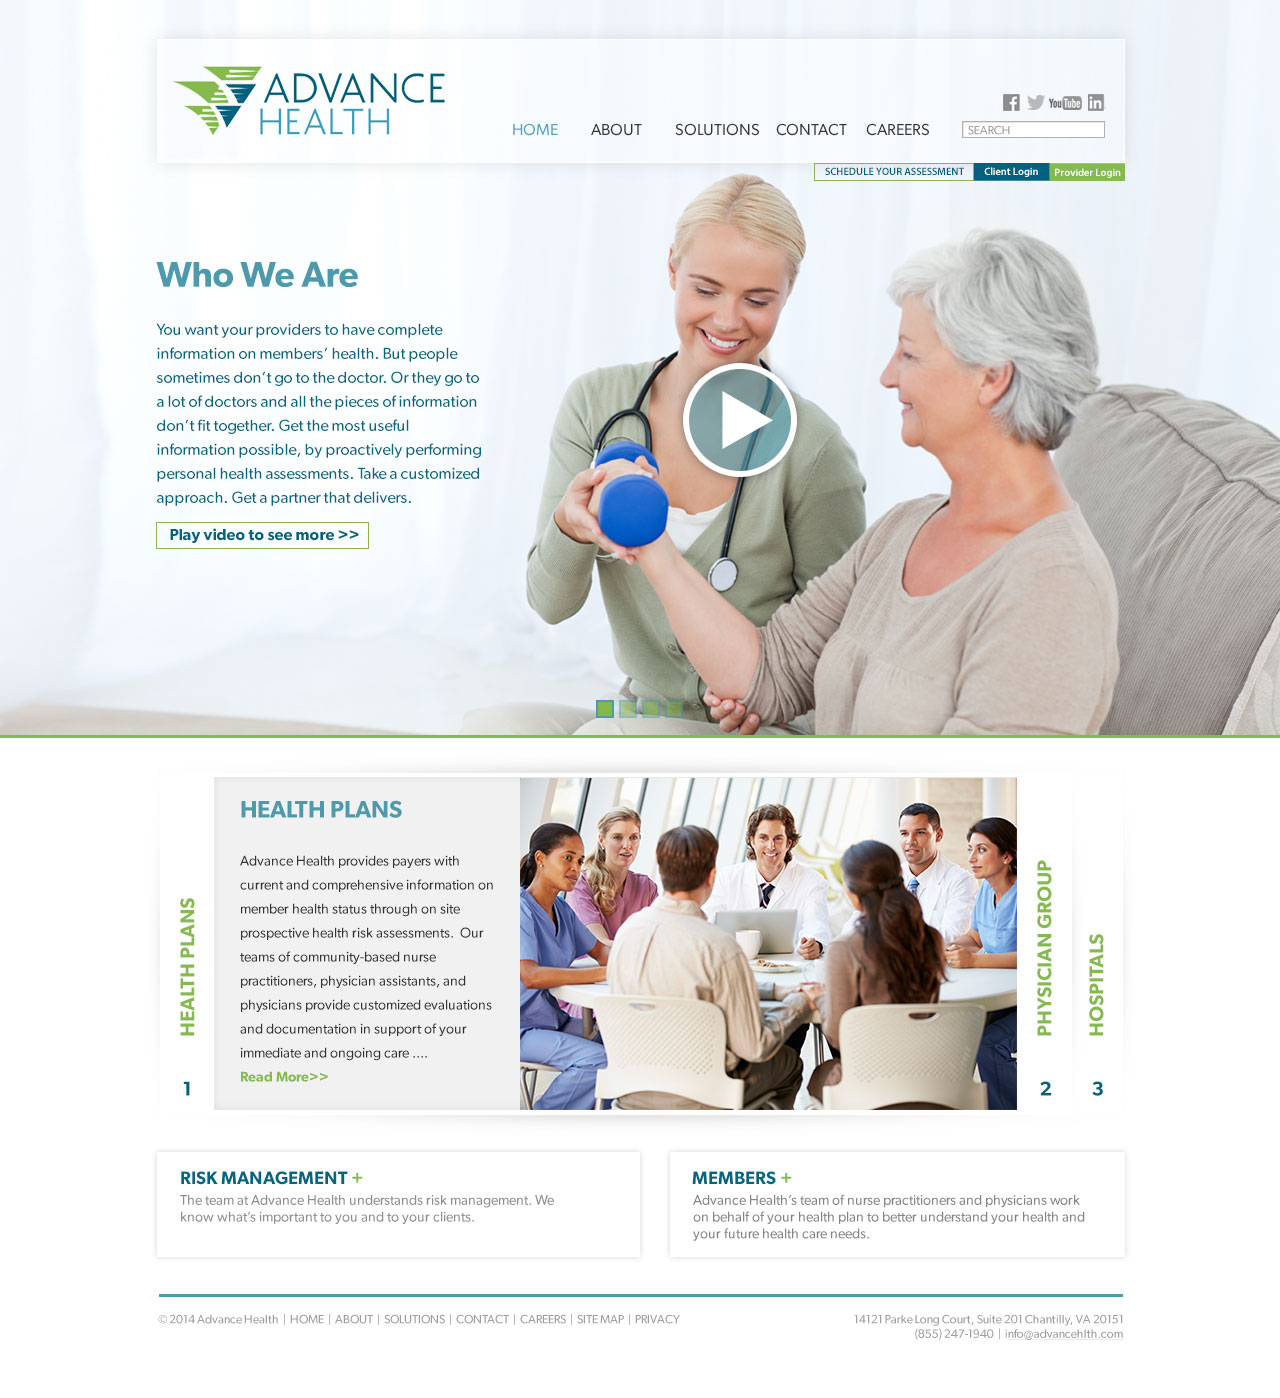 ADVANCE
HEALTH
HOME ABOUT SOLUTIONS CONTACT CAREERS
You Tube
in
SEARCH
SCHEDULE YOUR ASSESSMENT Client Login Provider Login
Who We Are
You want your providers to have complete
information on members’ health. But people
sometimes don’t go to the doctor. Or they go to
a lot of doctors and all the pieces of information
don’t fit together. Get the most useful
information possible, by proactively performing
personal health assessments. Take a customized
approach. Get a partner that delivers.
Play video to see more >>
HEALTH PLANS
1
HEALTH PLANS
Advance Health provides payers with
current and comprehensive information on
member health status through on site
prospective health risk assessments. Our
teams of community-based nurse
practitioners, physician assistants, and
physicians provide customized evaluations
and documentation in support of your
immediate and ongoing care ....
Read More>>
PHYSICIAN GROUP
2
HOSPITALS
3
RISK MANAGEMENT +
The team at Advance Health understands risk management. We
know what’s important to you and to your clients.
MEMBERS +
Advance Health’s team of nurse practitioners and physicians work
on behalf of your health plan to better understand your health and
your future health care needs.
© 2014 Advance Health | HOME | ABOUT | SOLUTIONS | CONTACT | CAREERS | SITE MAP | PRIVACY
14121 Parke Long Court, Suite 201 Chantilly, VA 20151
(855) 247-1940 | info@advancehlth.com